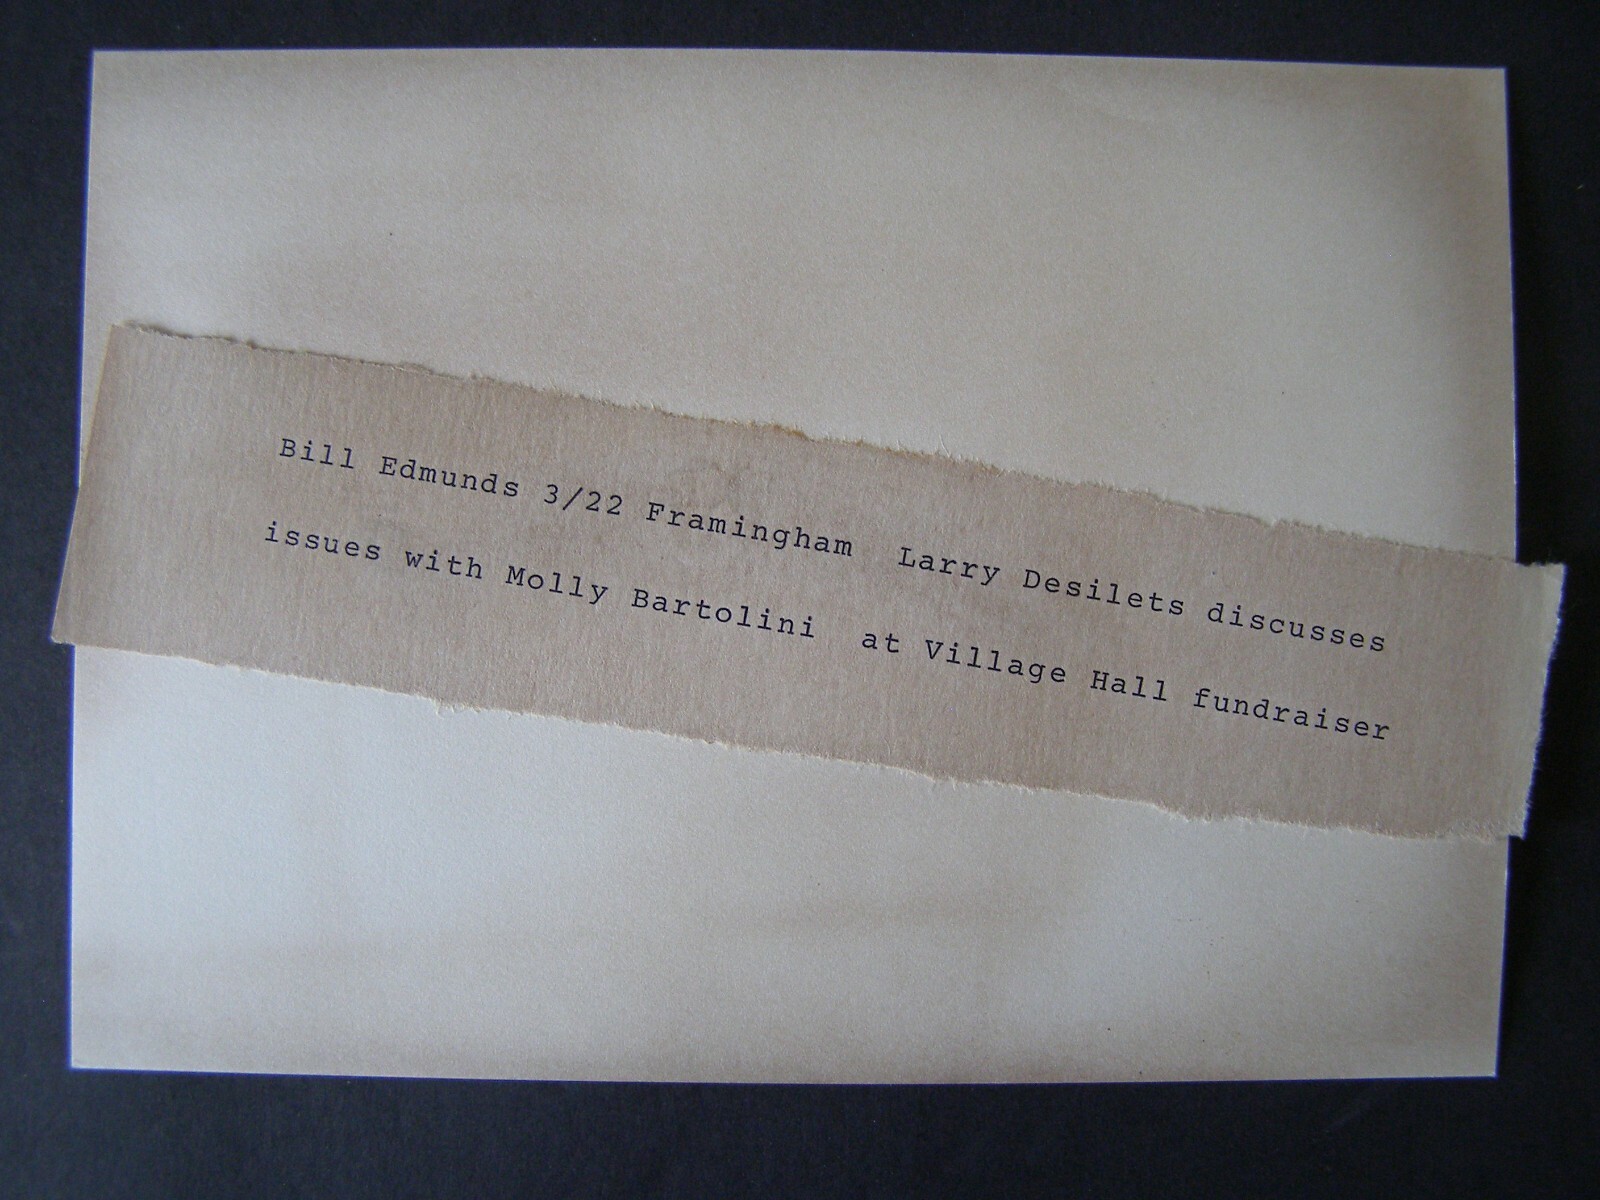 Bill Edmunds 3/22 Framingham  Larry Desilets discusses
issues with Molly Bartolini  at Village Hall fundraiser